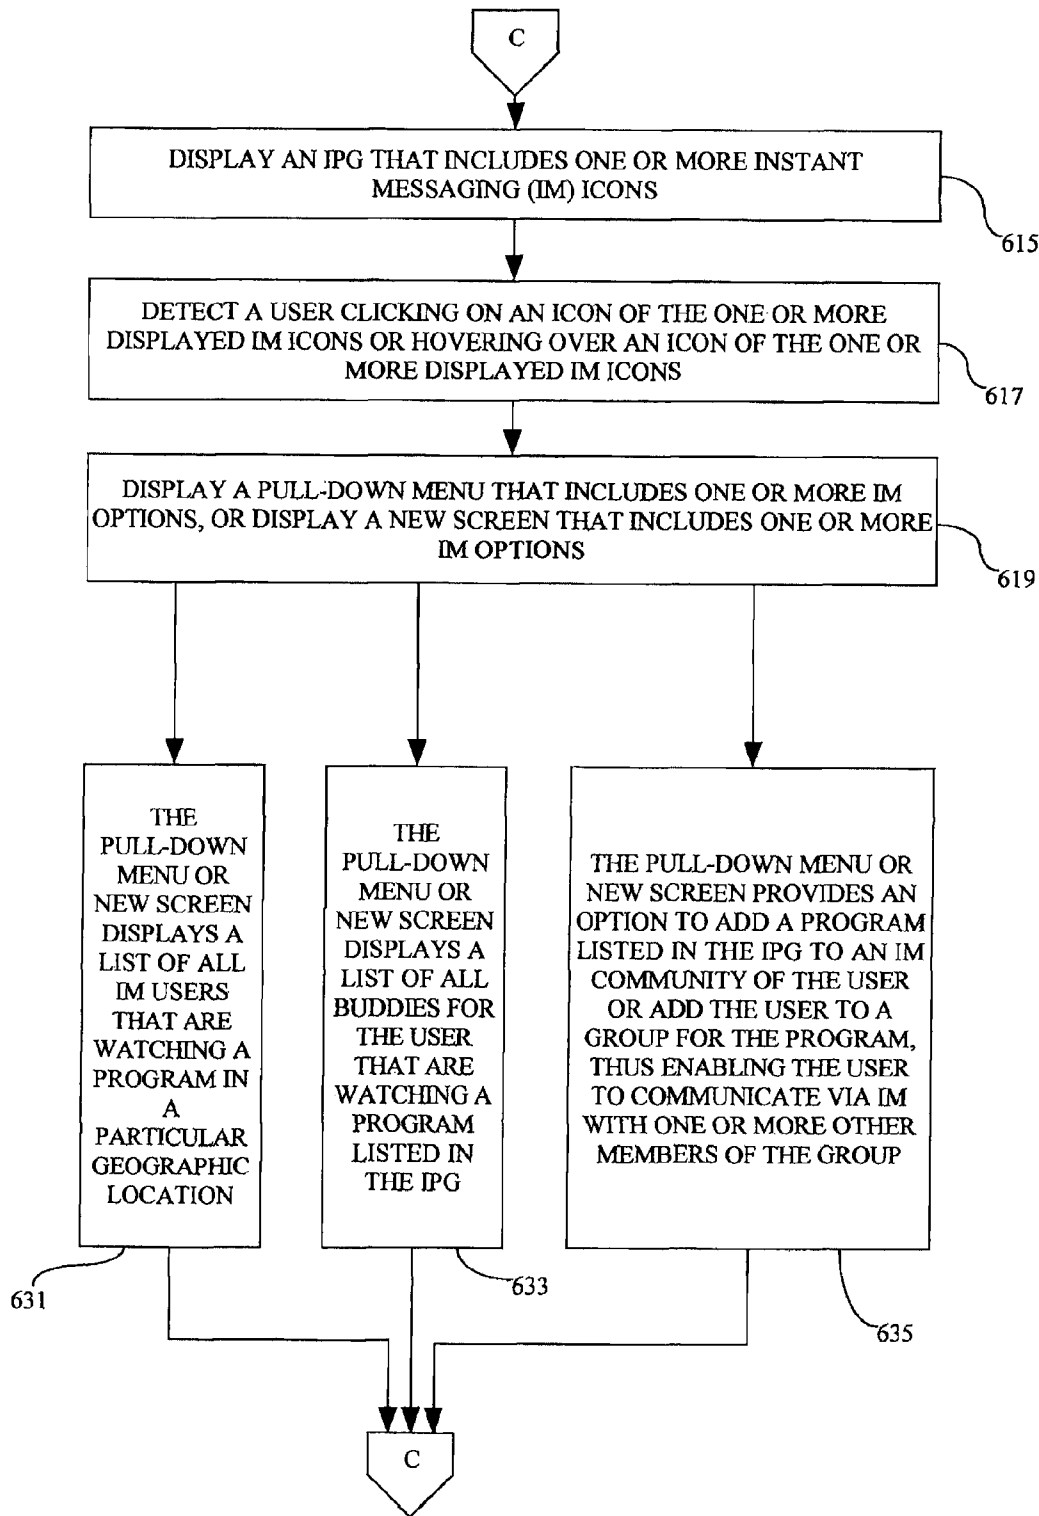 C
DISPLAY AN IPG THAT INCLUDES ONE OR MORE INSTANT
MESSAGING (IM) ICONS
615
DETECT A USER CLICKING ON AN ICON OF THE ONE OR MORE
DISPLAYED IM ICONS OR HOVERING OVER AN ICON OF THE ONE OR
MORE DISPLAYED IM ICONS
617
DISPLAY A PULL-DOWN MENU THAT INCLUDES ONE OR MORE IM
OPTIONS, OR DISPLAY A NEW SCREEN THAT INCLUDES ONE OR MORE
IM OPTIONS
619
THE
PULL-DOWN
MENU OR
NEW SCREEN
DISPLAYS A
LIST OF ALL
IM USERS
THAT ARE
WATCHING A
PROGRAM IN
A
PARTICULAR
GEOGRAPHIC
LOCATION
631
THE
PULL-DOWN
MENU OR
NEW SCREEN
DISPLAYS A
LIST OF ALL
BUDDIES FOR
THE USER
THAT ARE
WATCHING A
PROGRAM
LISTED IN
THE IPG
633
THE PULL-DOWN MENU OR
NEW SCREEN PROVIDES AN
OPTION TO ADD A PROGRAM
LISTED IN THE IPG TO AN IM
COMMUNITY OF THE USER
OR ADD THE USER TO A
GROUP FOR THE PROGRAM,
THUS ENABLING THE USER
TO COMMUNICATE VIA IM
WITH ONE OR MORE OTHER
MEMBERS OF THE GROUP
635
C